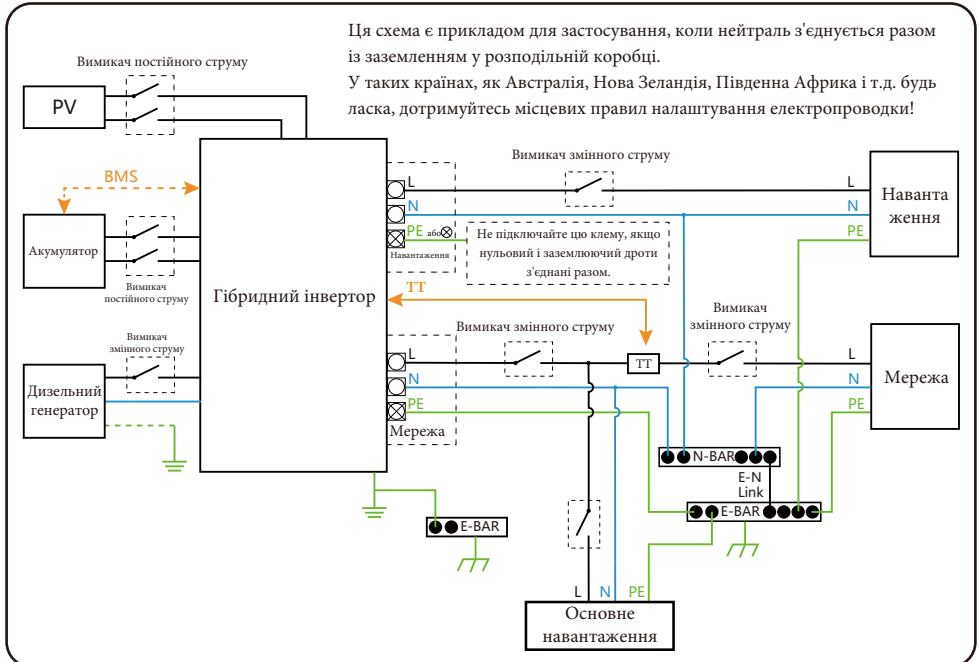 Ця схема є прикладом для застосування, коли нейтраль з'єднується разом
із заземленням у розподільній коробці.
У таких країнах, як Австралія, Нова Зеландія, Південна Африка і т.д. будь
ласка, дотримуйтесь місцевих правил налаштування електропроводки!
Вимикач постійного струму
PV
BMS
Акумулятор
Вимикач
постійного струму
Вимикач
змінного струму
Дизельний
генератор
Гібридний інвертор
L
N
PE або
Навантаження
Вимикач змінного струму
Не підключайте цю клему, якщо
нульовий і заземлюючий дроти
з'єднані разом.
L
N
PE
Наванта
ження
ТТ
Вимикач змінного струму
ТТ
Вимикач
змінного струму
L
N
PE
Мережа
L
N
PE
Мережа
N-BAR
E-N
Link
E-BAR
E-BAR
L
N
PE
Основне
навантаження